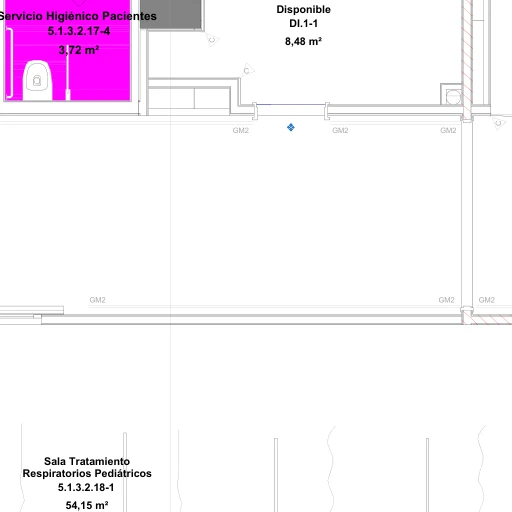 Servicio Higiénico Pacientes
5.1.3.2.17-4
3,72 m²
Disponible
DI.1-1
8,48 m²
C
C
C
GM2
GM2
GM2
GM2
GM2
GM2
Sala Tratamiento
Respiratorios Pediátricos
5.1.3.2.18-1
54,15 m²